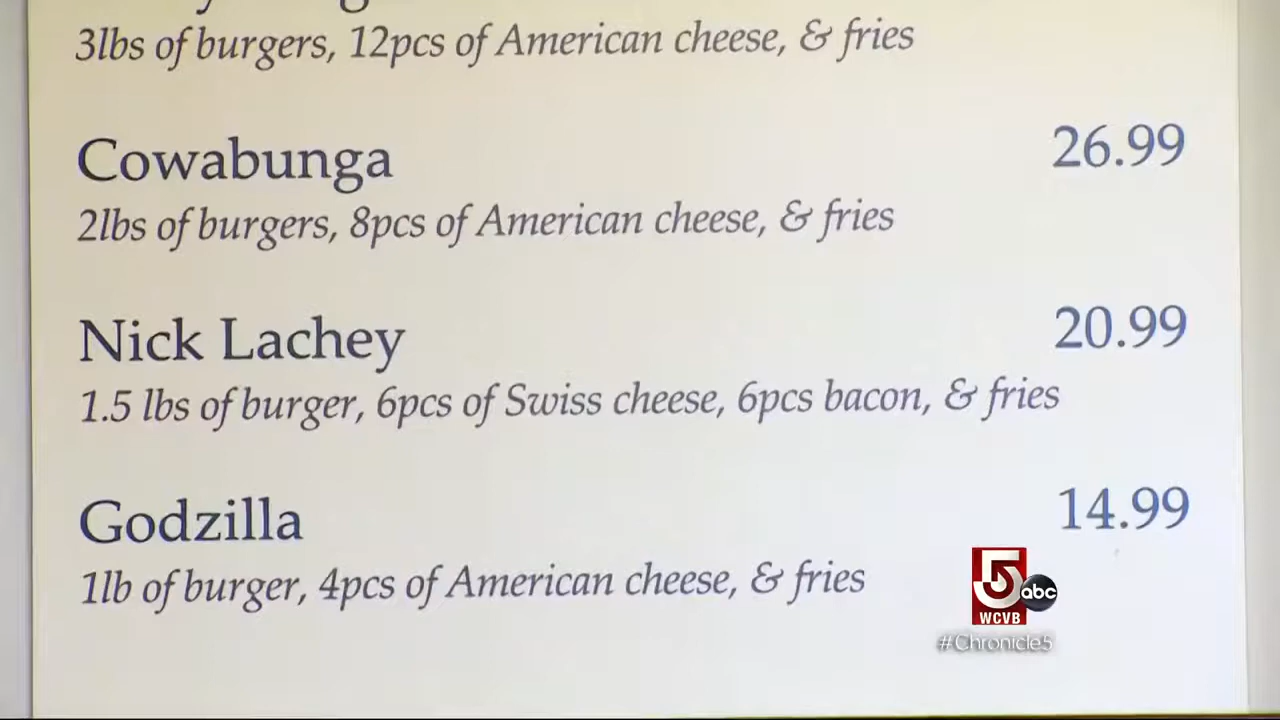 3lbs of burgers, 12pcs of American cheese, & fries
Cowabunga 26.99
2lbs of burgers, 8pcs of American cheese, & fries
Nick Lachey 20.99
1.5 lbs of burger, 6pcs of Swiss cheese, 6pcs bacon, & fries
Godzilla 14.99
1lb of burger, 4pcs of American cheese, & fries
5 abc
WCVB
#Chronicle5